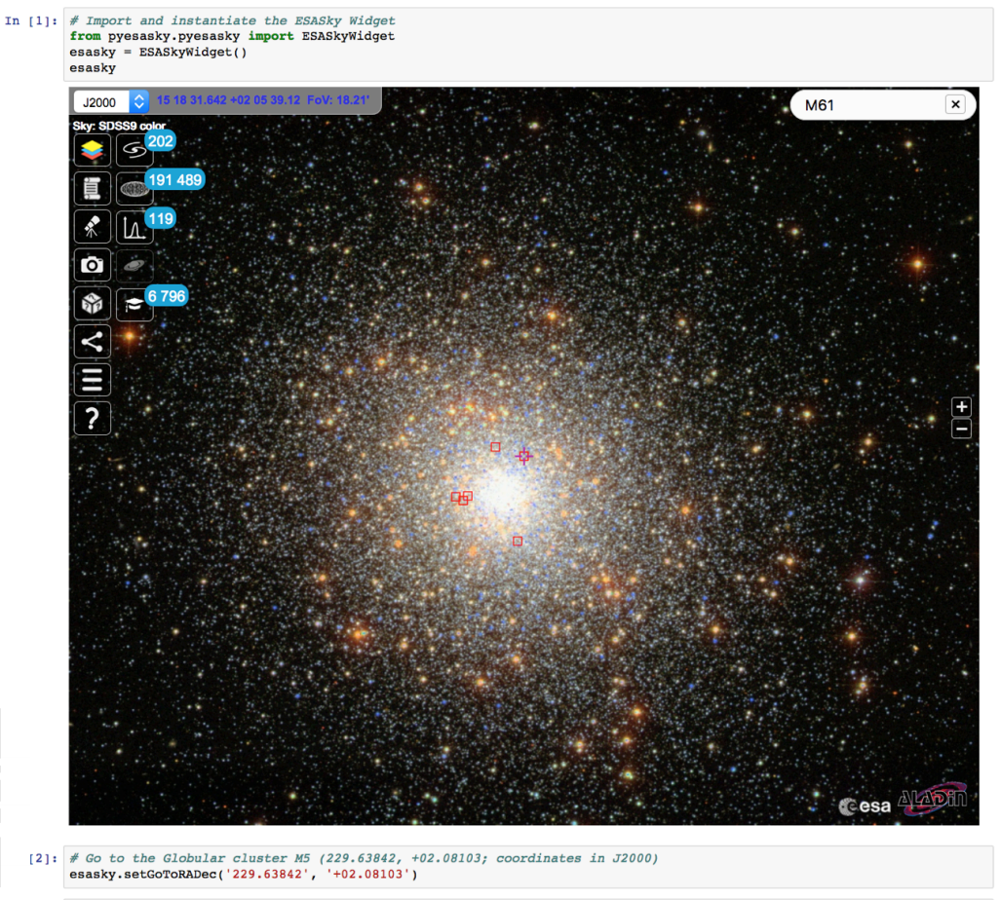 In [1]:
# Import and instantiate the ESASky Widget
from pyesasky.pyesasky import ESASkyWidget
esasky = ESASkyWidget()
esasky
J2000
15 18 31.642 +02 05 39.12 FoV: 18.21'
M61
Sky: SDSS9 color
202
191 489
119
6 796
?
+
−
esa
ALADIN
[2]:
# Go to the Globular cluster M5 (229.63842, +02.08103; coordinates in J2000)
esasky.setGoToRADec('229.63842', '+02.08103')